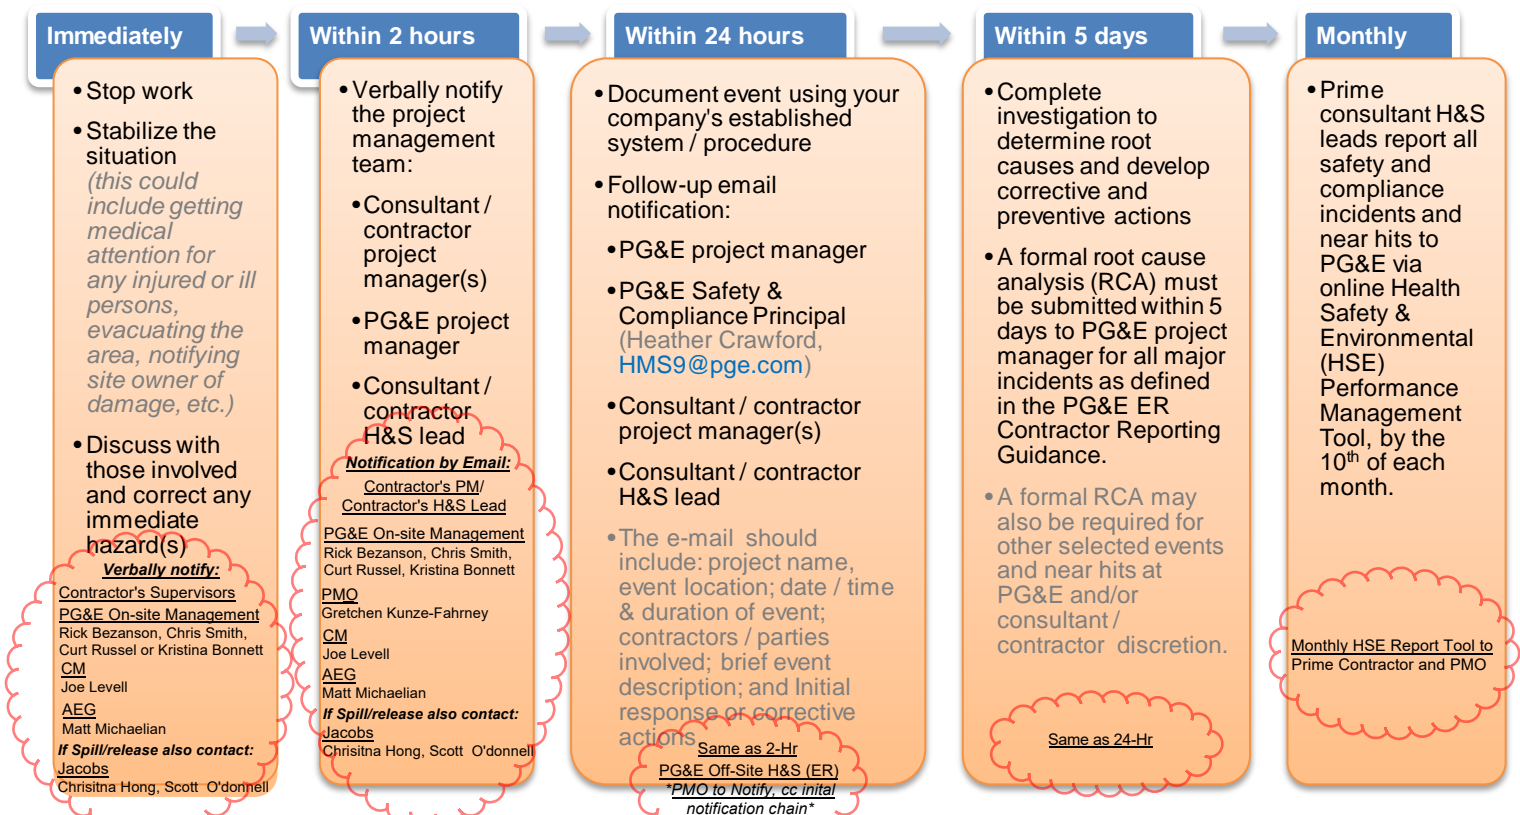 Immediately
• Stop work
• Stabilize the
situation
(this could
include getting
medical
attention for
any injured or ill
persons,
evacuating the
area, notifying
site owner of
damage, etc.)
• Discuss with
those involved
and correct any
immediate
hazard(s)
Verbally notify:
Contractor's Supervisors
PG&E On-site Management
Rick Bezanson, Chris Smith,
Curt Russel or Kristina Bonnett
CM
Joe Levell
AEG
Matt Michaelian
If Spill/release also contact:
Jacobs
Chrisitna Hong, Scott O'donnell
Within 2 hours
• Verbally notify
the project
management
team:
• Consultant /
contractor
project
manager(s)
• PG&E project
manager
• Consultant /
contractor
H&S lead
Notification by Email:
Contractor's PM/
Contractor's H&S Lead
PG&E On-site Management
Rick Bezanson, Chris Smith,
Curt Russel, Kristina Bonnett
PMO
Gretchen Kunze-Fahrney
CM
Joe Levell
AEG
Matt Michaelian
If Spill/release also contact:
Jacobs
Chrisitna Hong, Scott O'donnell
Within 24 hours
• Document event using your
company's established
system / procedure
• Follow-up email
notification:
• PG&E project manager
• PG&E Safety &
Compliance Principal
(Heather Crawford,
HMS9@pge.com)
• Consultant / contractor
project manager(s)
• Consultant / contractor
H&S lead
• The e-mail should
include: project name,
event location; date / time
& duration of event;
contractors / parties
involved; brief event
description; and Initial
response or corrective
actions
Same as 2-Hr
PG&E Off-Site H&S (ER)
*PMO to Notify, cc inital
notification chain*
Within 5 days
• Complete
investigation to
determine root
causes and develop
corrective and
preventive actions
• A formal root cause
analysis (RCA) must
be submitted within 5
days to PG&E project
manager for all major
incidents as defined
in the PG&E ER
Contractor Reporting
Guidance.
• A formal RCA may
also be required for
other selected events
and near hits at
PG&E and/or
consultant /
contractor discretion.
Same as 24-Hr
Monthly
• Prime
consultant H&S
leads report all
safety and
compliance
incidents and
near hits to
PG&E via
online Health
Safety &
Environmental
(HSE)
Performance
Management
Tool, by the
10th of each
month.
Monthly HSE Report Tool to
Prime Contractor and PMO